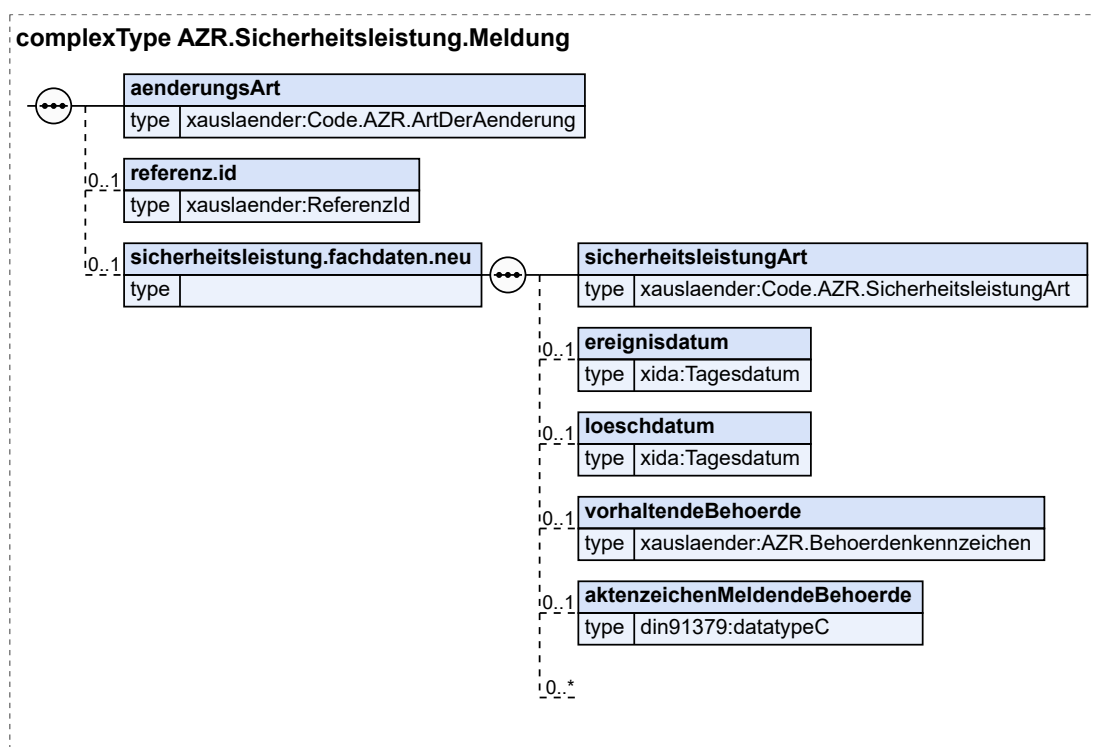 complexType AZR.Sicherheitsleistung.Meldung
aenderungsArt
type xauslaender:Code.AZR.ArtDerAenderung
0..1 referenz.id
type xauslaender:ReferenzId
0..1 sicherheitsleistung.fachdaten.neu
type
sicherheitsleistungArt
type xauslaender:Code.AZR.SicherheitsleistungArt
0..1 ereignisdatum
type xida:Tagesdatum
0..1 loeschdatum
type xida:Tagesdatum
0..1 vorhaltendeBehoerde
type xauslaender:AZR.Behoerdenkennzeichen
0..1 aktenzeichenMeldendeBehoerde
type din91379:datatypeC
0..*